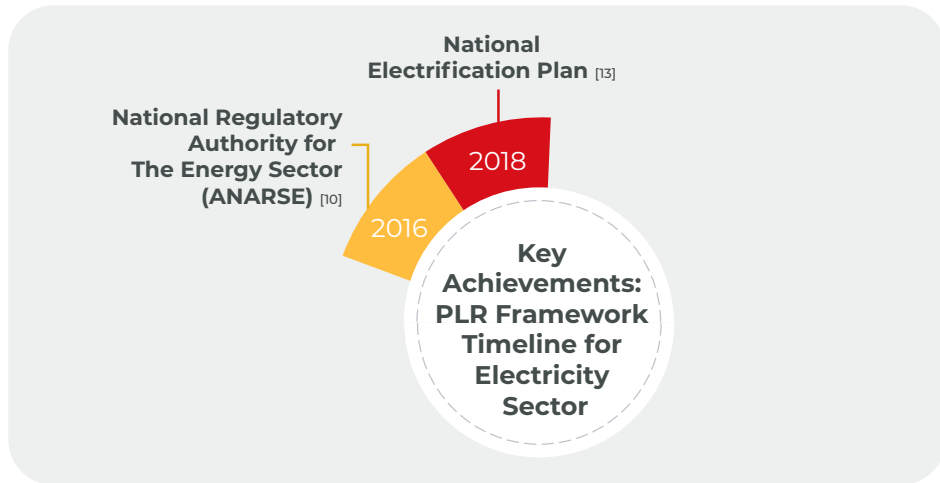 National
Electrification Plan [13]
National Regulatory
Authority for
The Energy Sector
(ANARSE) [10]
2018
2016
Key
Achievements:
PLR Framework
Timeline for
Electricity
Sector